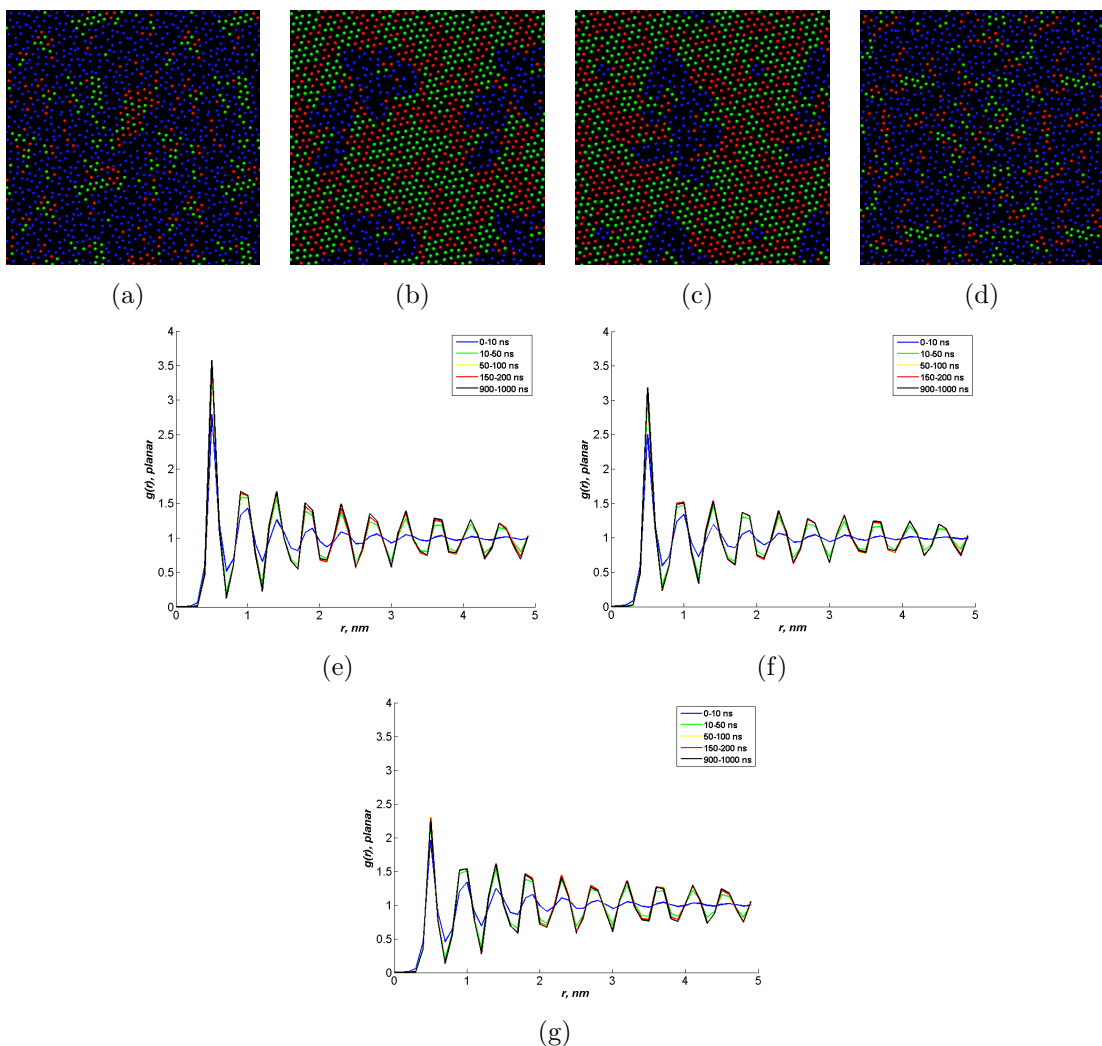 (a)
(b)
(c)
(d)
4
3.5
3
2.5
2
1.5
1
0.5
0
g(r), planar
0-10 ns
10-50 ns
50-100 ns
150-200 ns
900-1000 ns
0 1 2 3 4 5
r, nm
(e)
4
3.5
3
2.5
2
1.5
1
0.5
0
g(r), planar
0-10 ns
10-50 ns
50-100 ns
150-200 ns
900-1000 ns
0 1 2 3 4 5
r, nm
(f)
4
3.5
3
2.5
2
1.5
1
0.5
0
g(r), planar
0-10 ns
10-50 ns
50-100 ns
150-200 ns
900-1000 ns
0 1 2 3 4 5
r, nm
(g)